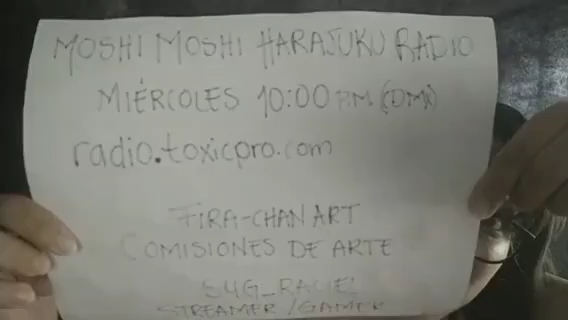 MOSHI MOSHI HARAJUKU RADIO
MIÉRCOLES 10:00 PM (CDMX)
radio.toxicpro.com
FIRA-CHAN ART
COMISIONES DE ARTE
STREAMER/GAMER